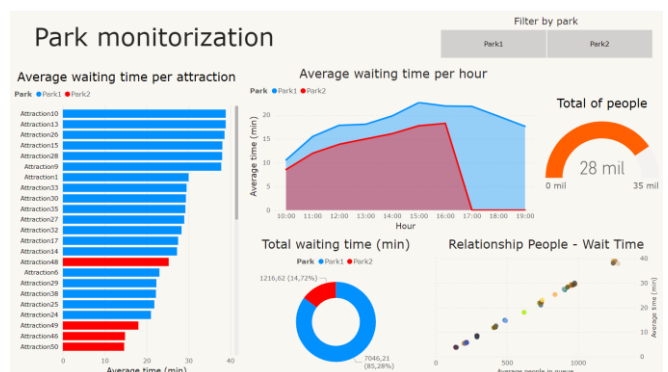 Park monitorization
Filter by park
Park1
Park2
Average waiting time per attraction
Park Park1 Park2
Attraction10
Attraction13
Attraction26
Attraction15
Attraction28
Attraction9
Attraction1
Attraction33
Attraction30
Attraction35
Attraction27
Attraction32
Attraction17
Attraction14
Attraction48
Attraction6
Attraction29
Attraction22
Attraction25
Attraction24
Attraction49
Attraction46
Attraction50
0 10 20 30 40
Average time (min)
Average waiting time per hour
Park Park1 Park2
Average time (min)
20
15
10
5
0
10:00 11:00 12:00 13:00 14:00 15:00 16:00 17:00 18:00 19:00
Hour
Total of people
28 mil
0 mil
35 mil
Total waiting time (min)
Park Park1 Park2
1216,62 (14,72%)
7046,21
(85,28%)
Relationship People - Wait Time
40
30
20
10
0
Average time (min)
0 500 1000
Average people in queue